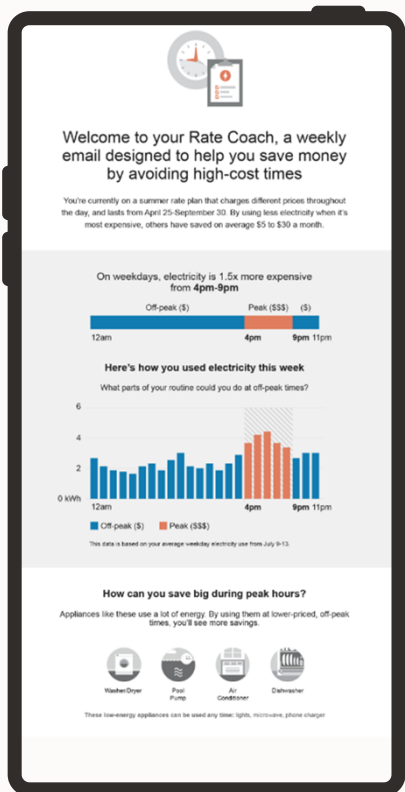 Welcome to your Rate Coach, a weekly
email designed to help you save money
by avoiding high-cost times
You're currently on a summer rate plan that charges different prices throughout
the day, and lasts from April 25-September 30. By using less electricity when it's
most expensive, others have saved on average $5 to $30 a month.
On weekdays, electricity is 1.5x more expensive
from 4pm-9pm
Off-peak ($) Peak ($$$) ($)
12am 4pm 9pm 11pm
Here's how you used electricity this week
What parts of your routine could you do at off-peak times?
6
4
2
0 kWh
12am 4pm 9pm 11pm
Off-peak ($) Peak ($$$)
This data is based on your average weekday electricity use from July 9-13.
How can you save big during peak hours?
Appliances like these use a lot of energy. By using them at lower-priced, off-peak
times, you'll see more savings.
Washer/Dryer Pool Air Dishwasher
Pump Conditioner
These low-energy appliances can be used any time: lights, microwave, phone charger